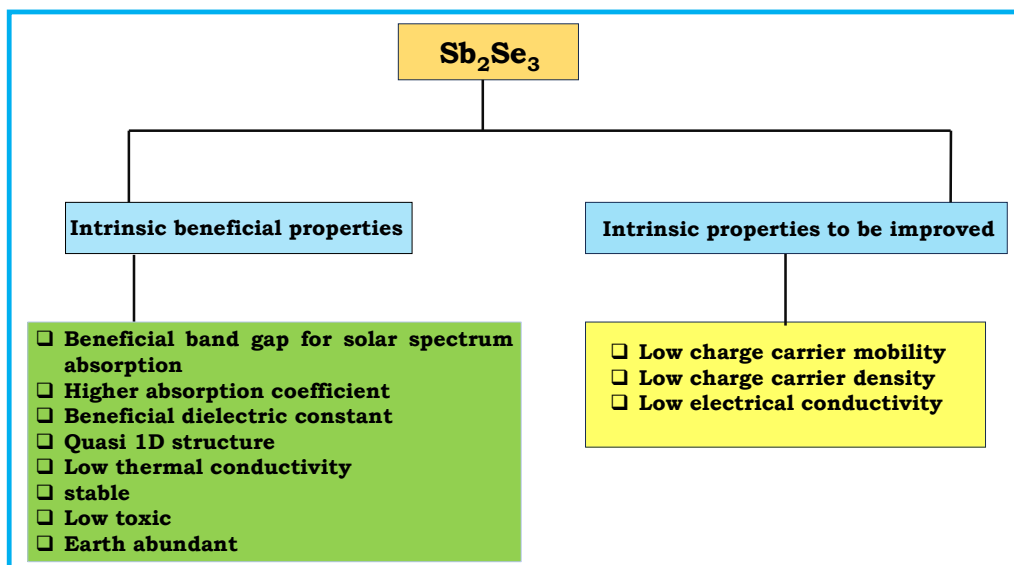 Sb₂Se₃
Intrinsic beneficial properties
Intrinsic properties to be improved
❑ Beneficial band gap for solar spectrum
absorption
❑ Higher absorption coefficient
❑ Beneficial dielectric constant
❑ Quasi 1D structure
❑ Low thermal conductivity
❑ stable
❑ Low toxic
❑ Earth abundant
❑ Low charge carrier mobility
❑ Low charge carrier density
❑ Low electrical conductivity